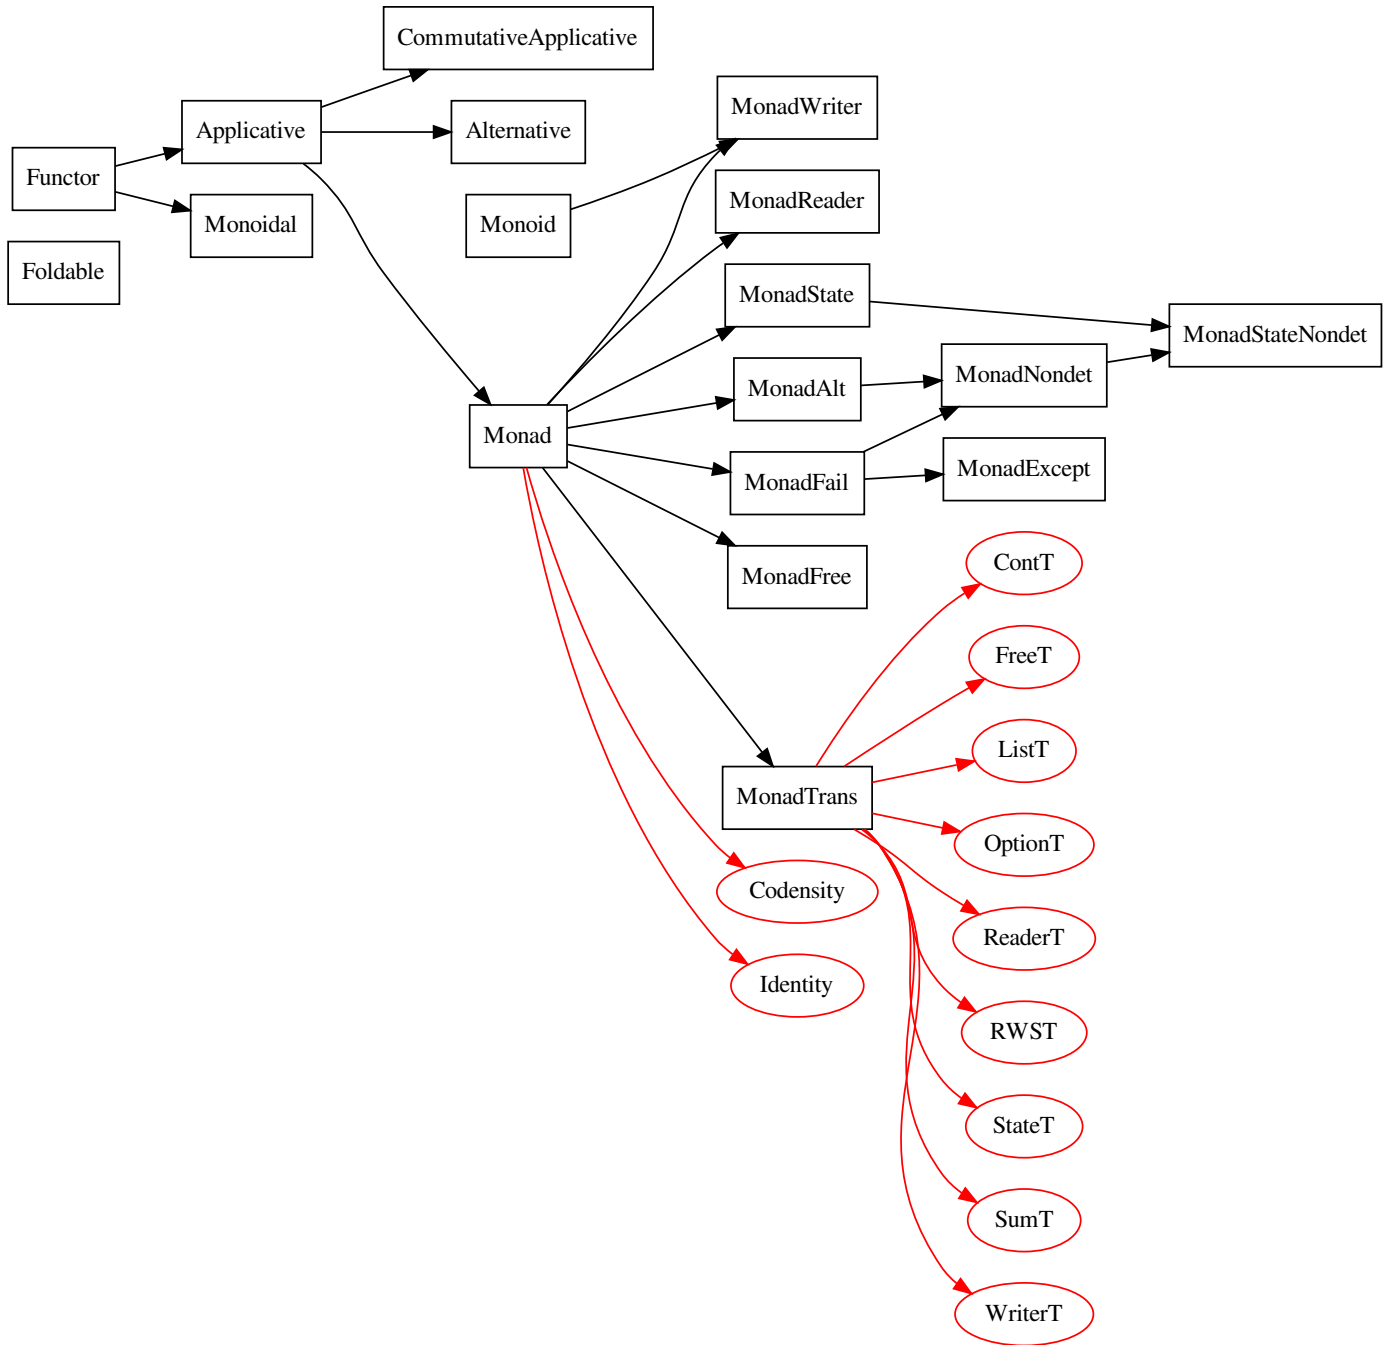 CommutativeApplicative
MonadWriter
Applicative
Alternative
Functor
MonadReader
Monoidal
Monoid
Foldable
MonadState
MonadStateNondet
MonadAlt
MonadNondet
Monad
MonadFail
MonadExcept
ContT
MonadFree
FreeT
ListT
MonadTrans
OptionT
Codensity
ReaderT
Identity
RWST
StateT
SumT
WriterT